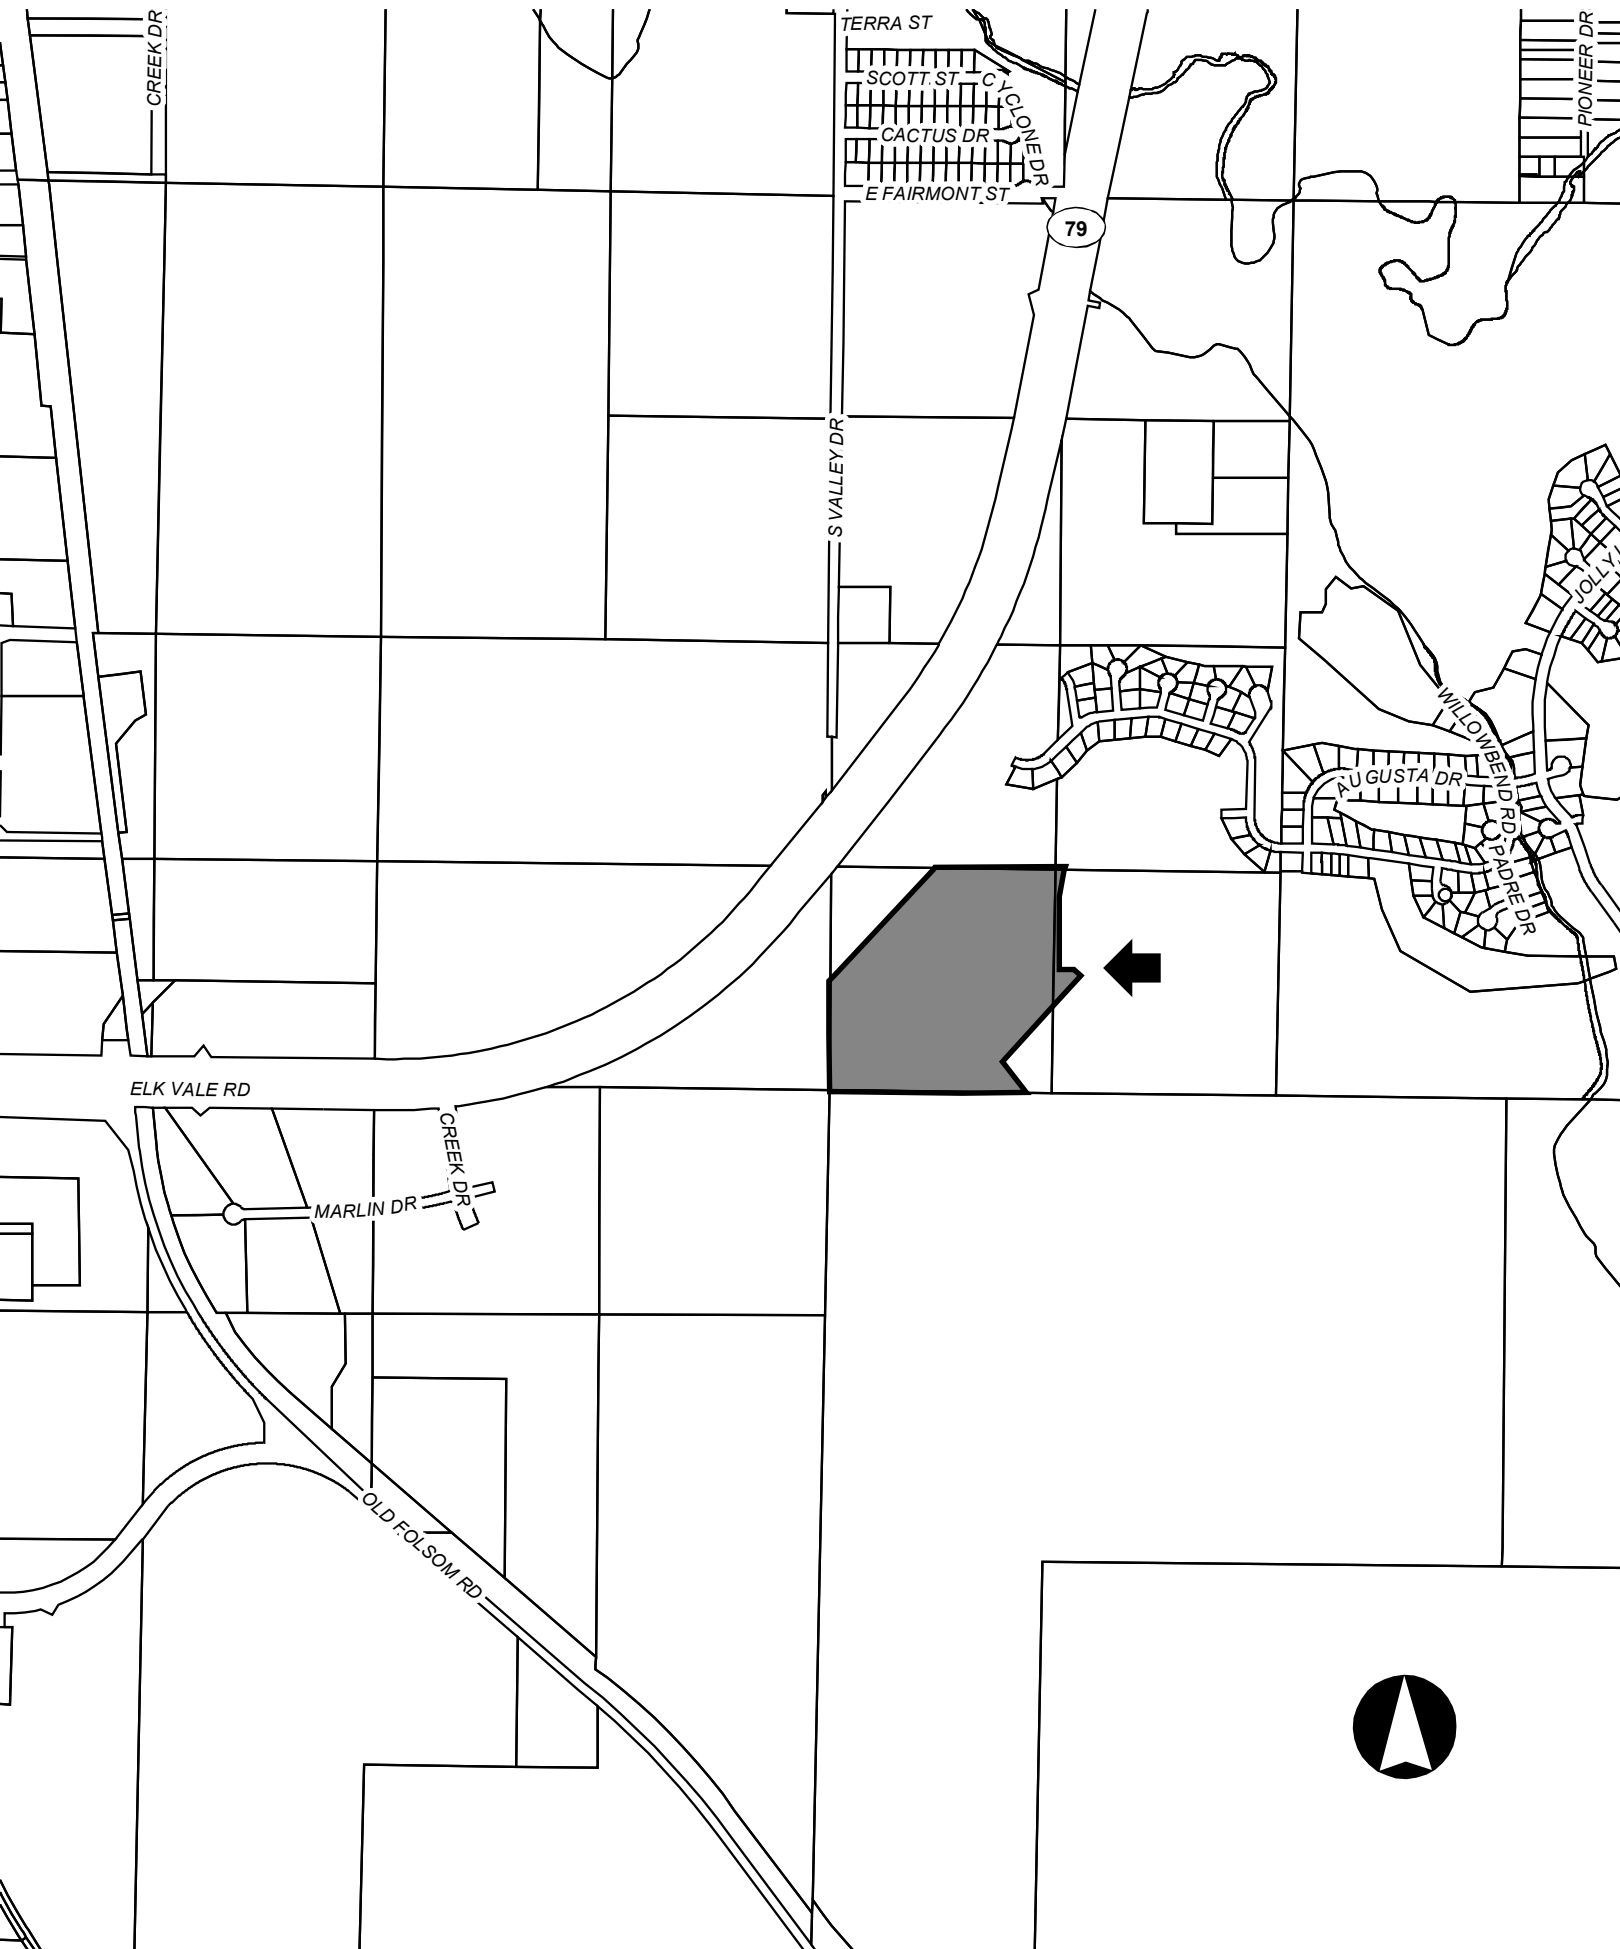 CREEK DR
TERRA ST
PIONEER DR
SCOTT ST
CYCLONE DR
CACTUS DR
E FAIRMONT ST
79
S VALLEY DR
JOLLY
WILLOWBEND RD
AUGUSTA DR
PADRE DR
ELK VALE RD
CREEK DR
MARLIN DR
OLD FOLSOM RD